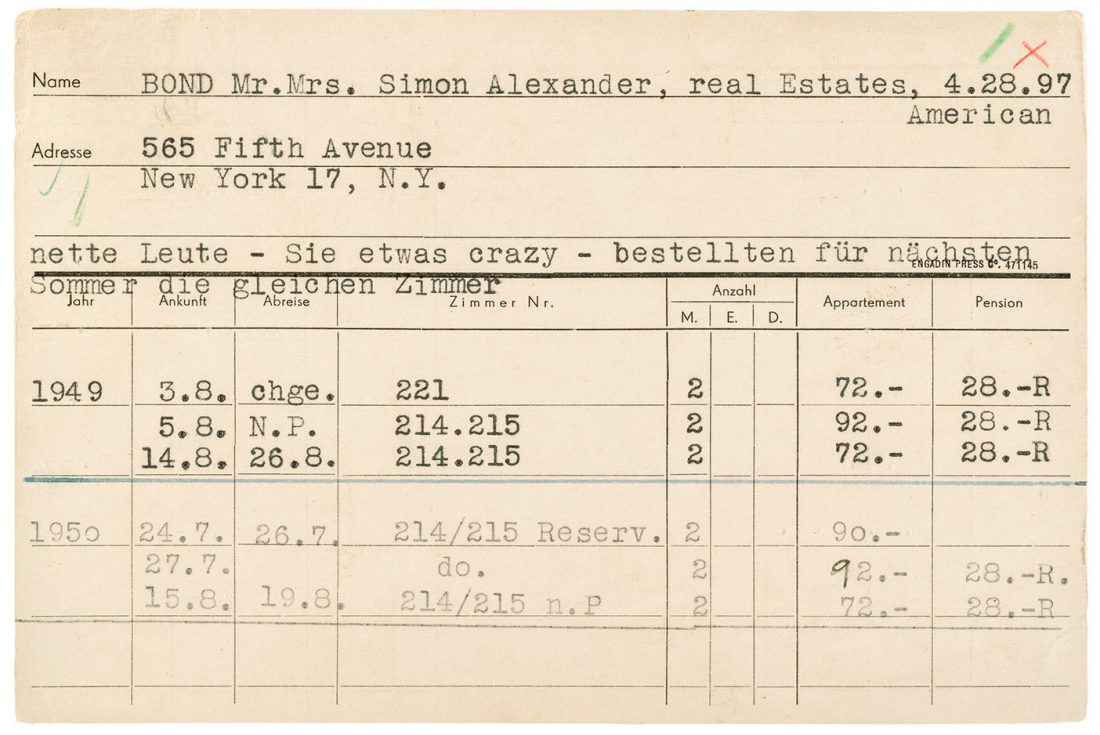 Name BOND Mr.Mrs. Simon Alexander, real Estates, 4.28.97
American
Adresse 565 Fifth Avenue
New York 17, N.Y.
nette Leute - Sie etwas crazy - bestellten für nächsten
ENGADIN PRESS Co. 471145
Sommer die gleichen Zimmer
Jahr Ankunft Abreise Zimmer Nr. Anzahl Appartement Pension
M. E. D.
1949 3.8. chge. 221 2 72.- 28.-R
5.8. N.P. 214.215 2 92.- 28.-R
14.8. 26.8. 214.215 2 72.- 28.-R
1950 24.7. 26.7. 214/215 Reserv. 2 90.-
27.7. do. 2 92.- 28.-R.
15.8. 19.8. 214/215 n.P 2 72.- 28.-R